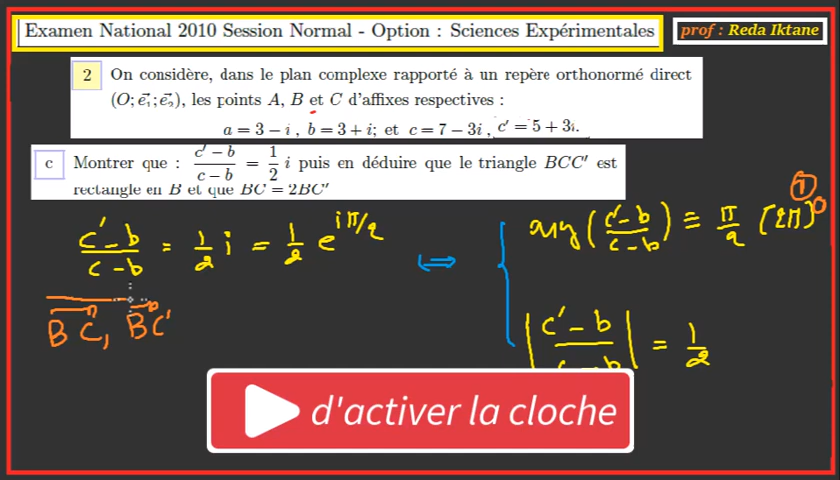 Examen National 2010 Session Normal - Option : Sciences Expérimentales
prof : Reda Iktane
2 On considère, dans le plan complexe rapporté à un repère orthonormé direct
(O; e₁⃗; e₂⃗), les points A, B et C d'affixes respectives :
a = 3 − i , b = 3 + i; et c = 7 − 3i , c' = 5 + 3i.
c Montrer que : (c' − b)/(c − b) = 1/2 i puis en déduire que le triangle BCC' est
rectangle en B et que BC = 2BC'
(c' − b)/(c − b) = 1/2 i = 1/2 e^{iπ/2} ⟺ { arg((c' − b)/(c − b)) ≡ π/2 [2π] ①
|(c' − b)/(c − b)| = 1/2
BC, BC'
d'activer la cloche